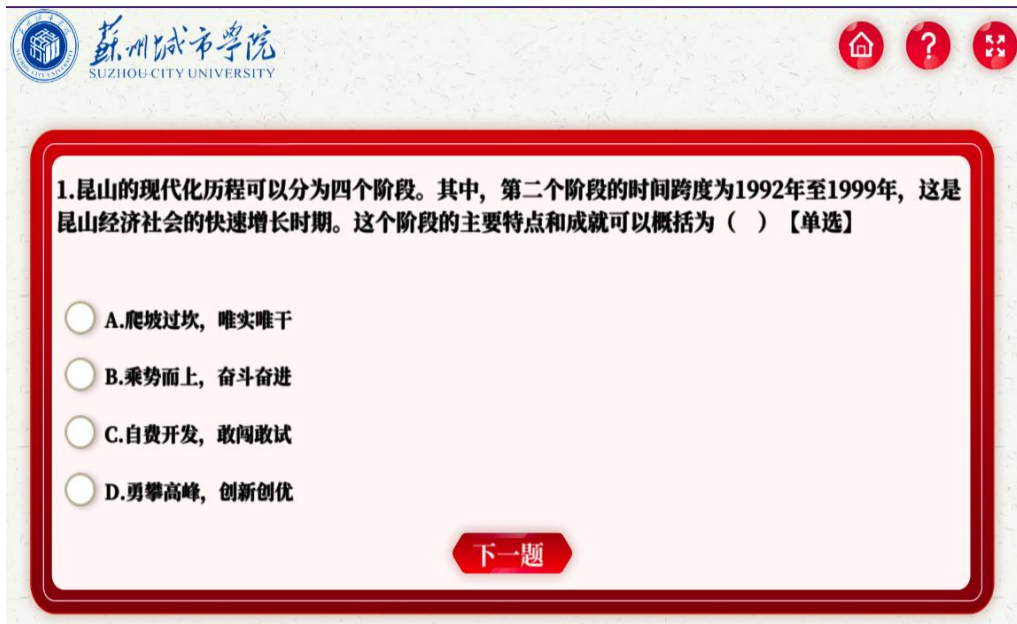 蘇州城市學院
SUZHOU CITY UNIVERSITY
1.昆山的现代化历程可以分为四个阶段。其中，第二个阶段的时间跨度为1992年至1999年，这是
昆山经济社会的快速增长时期。这个阶段的主要特点和成就可以概括为（ ）【单选】
A.爬坡过坎，唯实唯干
B.乘势而上，奋斗奋进
C.自费开发，敢闯敢试
D.勇攀高峰，创新创优
下一题